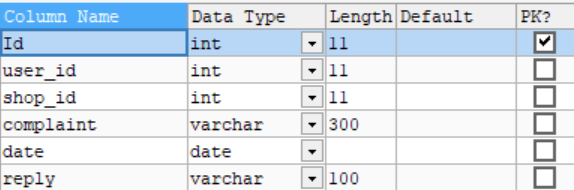 Column Name Data Type Length Default PK?
Id int 11
user_id int 11
shop_id int 11
complaint varchar 300
date date
reply varchar 100